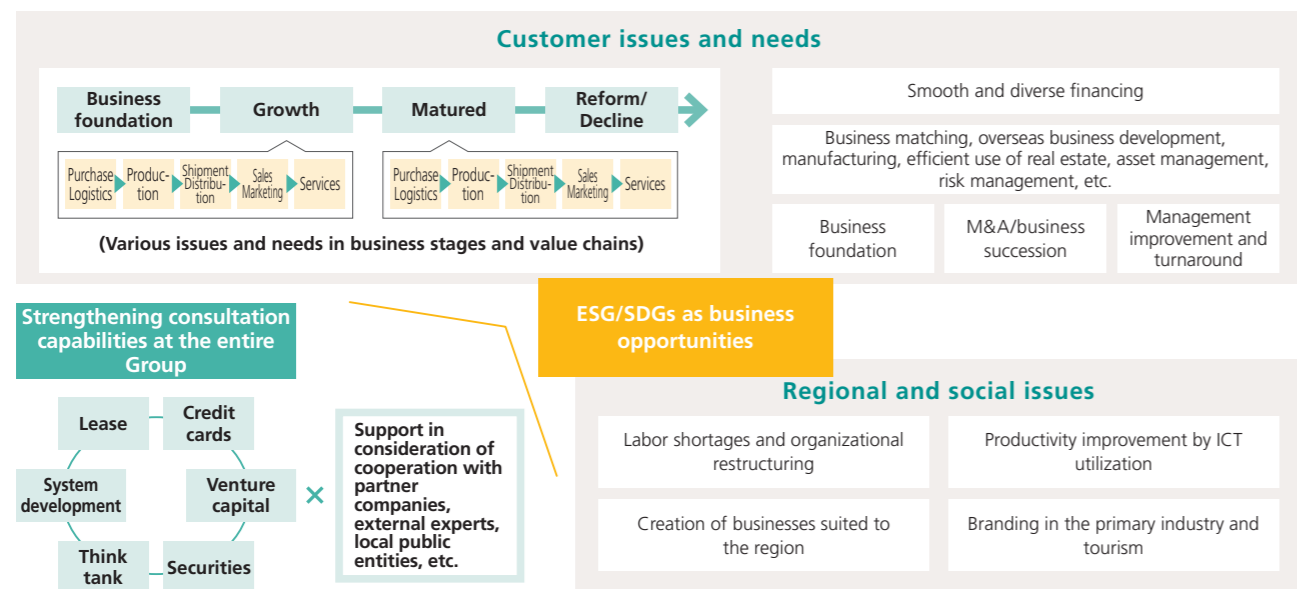 Customer issues and needs
Business
foundation
Growth
Matured
Reform/
Decline
Purchase
Logistics
Produc-
tion
Shipment
Distribu-
tion
Sales
Marketing
Services
Purchase
Logistics
Produc-
tion
Shipment
Distribu-
tion
Sales
Marketing
Services
(Various issues and needs in business stages and value chains)
Smooth and diverse financing
Business matching, overseas business development,
manufacturing, efficient use of real estate, asset management,
risk management, etc.
Business
foundation
M&A/business
succession
Management
improvement and
turnaround
Strengthening consultation
capabilities at the entire
Group
ESG/SDGs as business
opportunities
Lease
Credit
cards
System
development
Venture
capital
Think
tank
Securities
×
Support in
consideration of
cooperation with
partner
companies,
external experts,
local public
entities, etc.
Regional and social issues
Labor shortages and organizational
restructuring
Productivity improvement by ICT
utilization
Creation of businesses suited to
the region
Branding in the primary industry and
tourism